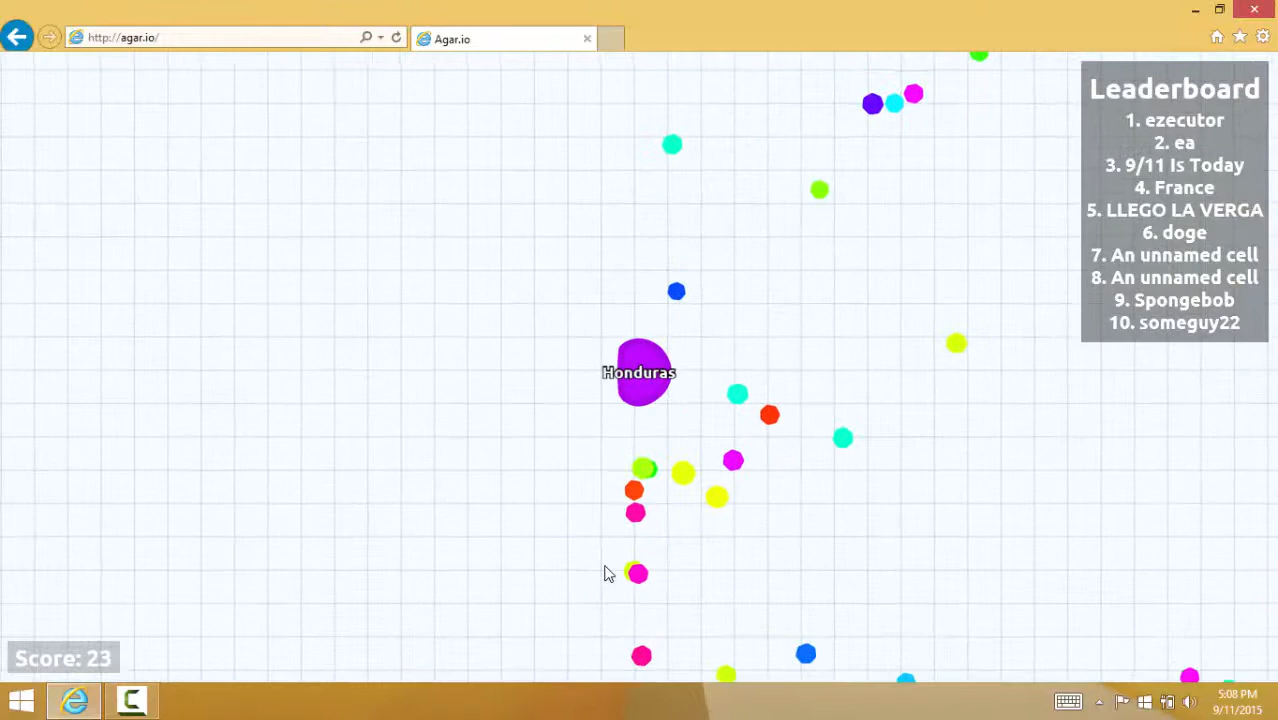 http://agar.io/
Agar.io
Leaderboard
1. ezecutor
2. ea
3. 9/11 Is Today
4. France
5. LLEGO LA VERGA
6. doge
7. An unnamed cell
8. An unnamed cell
9. Spongebob
10. someguy22
Honduras
Score: 23
5:08 PM
9/11/2015